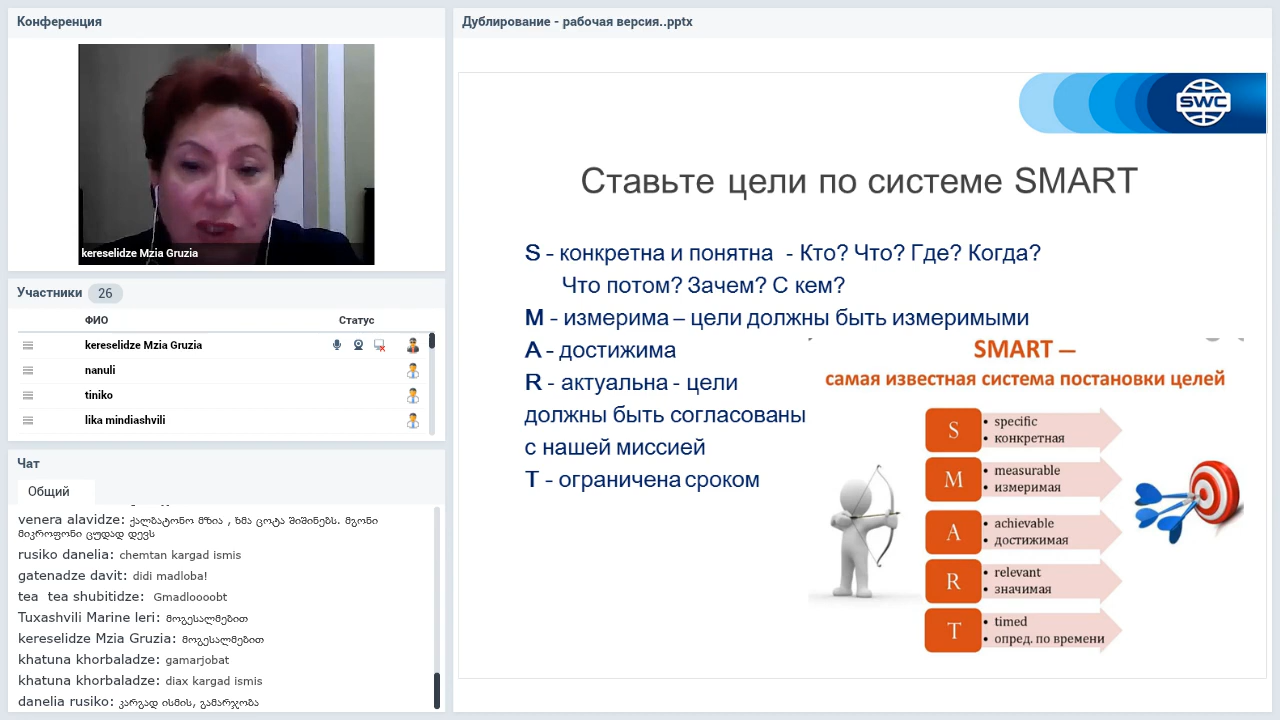 Конференция
kereselidze Mzia Gruzia
Участники 26
ФИО Статус
kereselidze Mzia Gruzia
nanuli
tiniko
lika mindiashvili
Чат
Общий
venera alavidze: ქალბატონო მზია , ხმა ცოტა შიშინებს. მგონი
მიკროფონი ცუდად დევს
rusiko danelia: chemtan kargad ismis
gatenadze davit: didi madloba!
tea tea shubitidze: Gmadloooobt
Tuxashvili Marine leri: მოგესალმებით
kereselidze Mzia Gruzia: მოგესალმებით
khatuna khorbaladze: gamarjobat
khatuna khorbaladze: diax kargad ismis
danelia rusiko: კარგად ისმის, გამარჯობა
Дублирование - рабочая версия..pptx
SWC
Ставьте цели по системе SMART
S - конкретна и понятна - Кто? Что? Где? Когда?
Что потом? Зачем? С кем?
M - измерима – цели должны быть измеримыми
A - достижима
R - актуальна - цели
должны быть согласованы
с нашей миссией
T - ограничена сроком
SMART —
самая известная система постановки целей
S
• specific
• конкретная
M
• measurable
• измеримая
A
• achievable
• достижимая
R
• relevant
• значимая
T
• timed
• опред. по времени